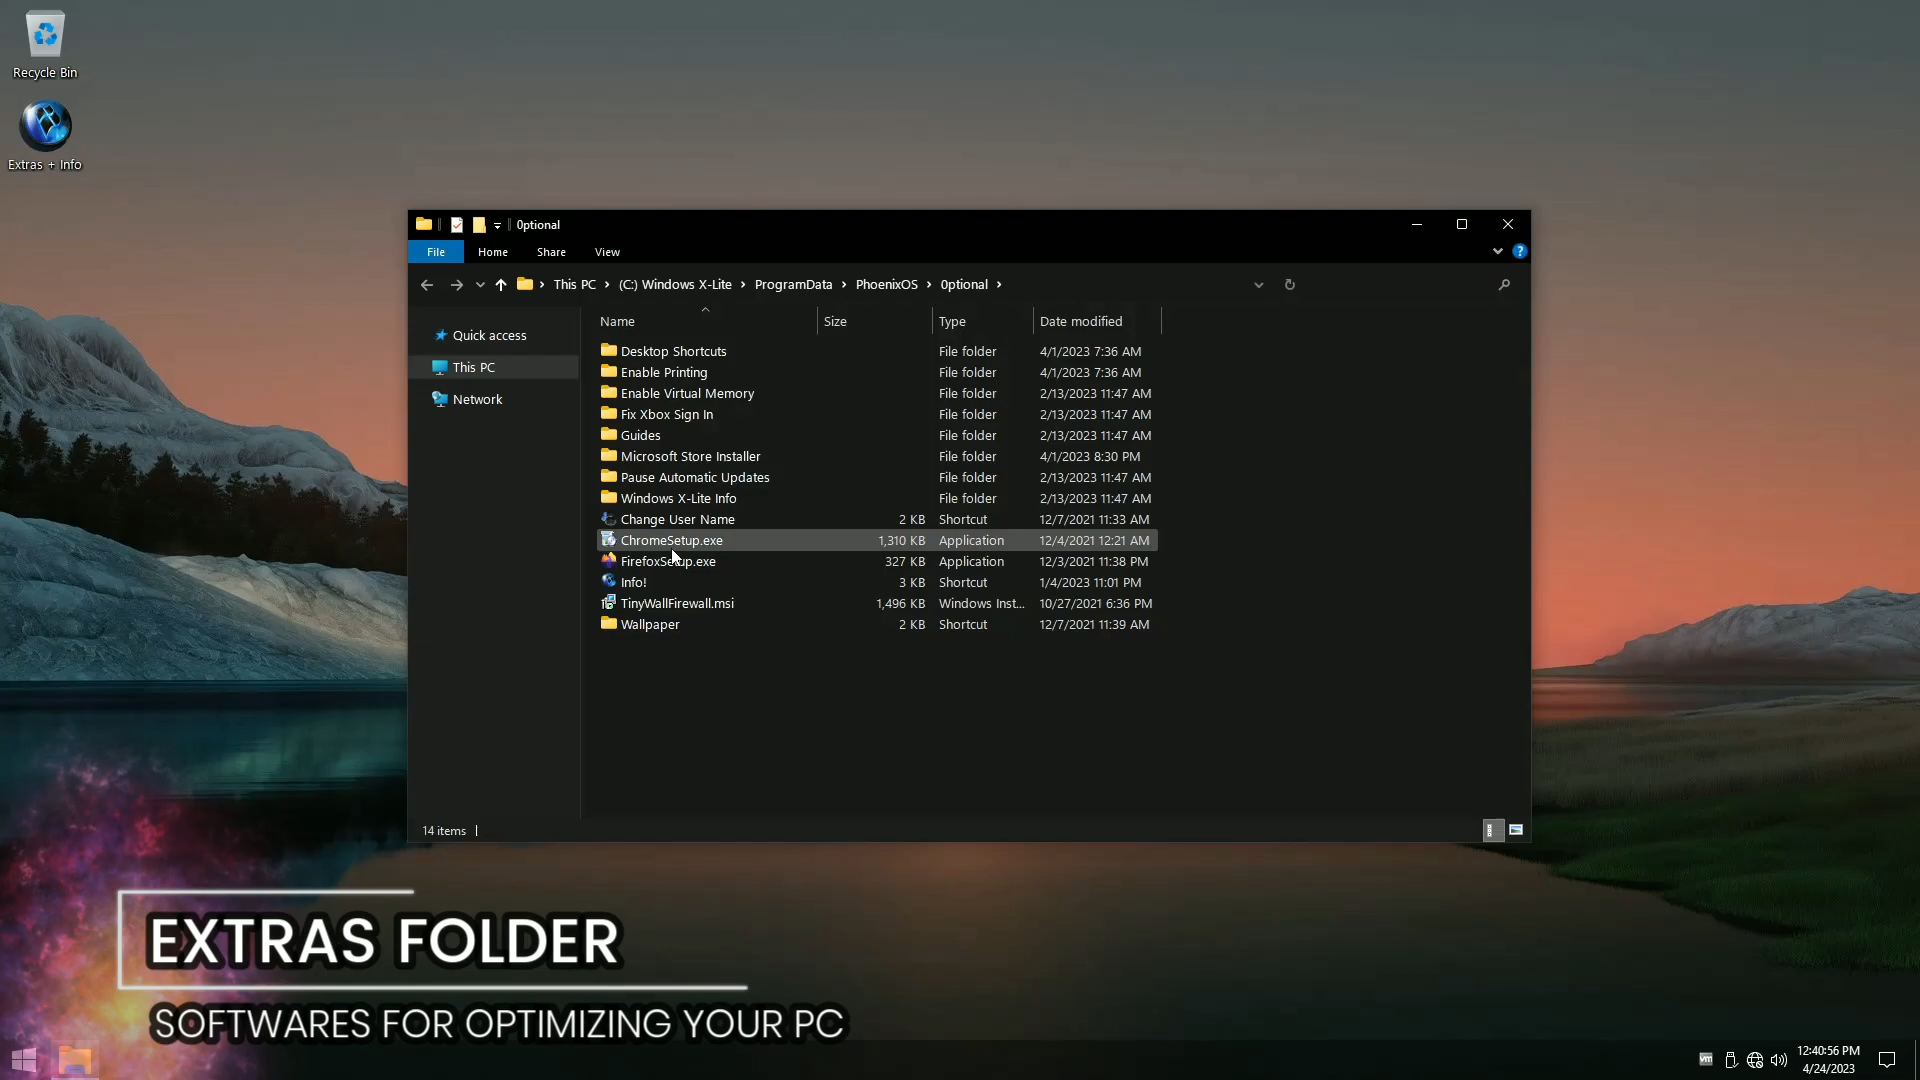 Recycle Bin
Extras + Info
0ptional
File
Home
Share
View
?
This PC
(C:) Windows X-Lite
ProgramData
PhoenixOS
0ptional
Quick access
This PC
Network
Name Size Type Date modified
Desktop Shortcuts File folder 4/1/2023 7:36 AM
Enable Printing File folder 4/1/2023 7:36 AM
Enable Virtual Memory File folder 2/13/2023 11:47 AM
Fix Xbox Sign In File folder 2/13/2023 11:47 AM
Guides File folder 2/13/2023 11:47 AM
Microsoft Store Installer File folder 4/1/2023 8:30 PM
Pause Automatic Updates File folder 2/13/2023 11:47 AM
Windows X-Lite Info File folder 2/13/2023 11:47 AM
Change User Name 2 KB Shortcut 12/7/2021 11:33 AM
ChromeSetup.exe 1,310 KB Application 12/4/2021 12:21 AM
FirefoxSetup.exe 327 KB Application 12/3/2021 11:38 PM
Info! 3 KB Shortcut 1/4/2023 11:01 PM
TinyWallFirewall.msi 1,496 KB Windows Inst... 10/27/2021 6:36 PM
Wallpaper 2 KB Shortcut 12/7/2021 11:39 AM
14 items
EXTRAS FOLDER
SOFTWARES FOR OPTIMIZING YOUR PC
vm
12:40:56 PM
4/24/2023